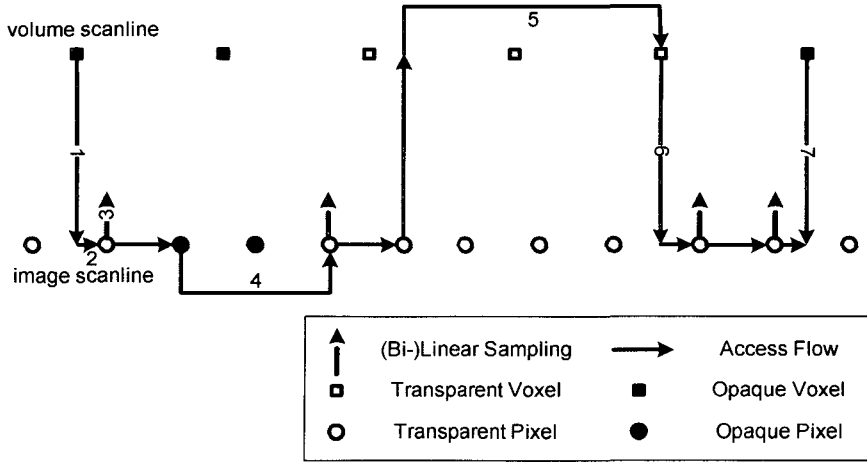 5
volume scanline
1
6
7
3
2
image scanline
4
(Bi-)Linear Sampling
Access Flow
Transparent Voxel
Opaque Voxel
Transparent Pixel
Opaque Pixel